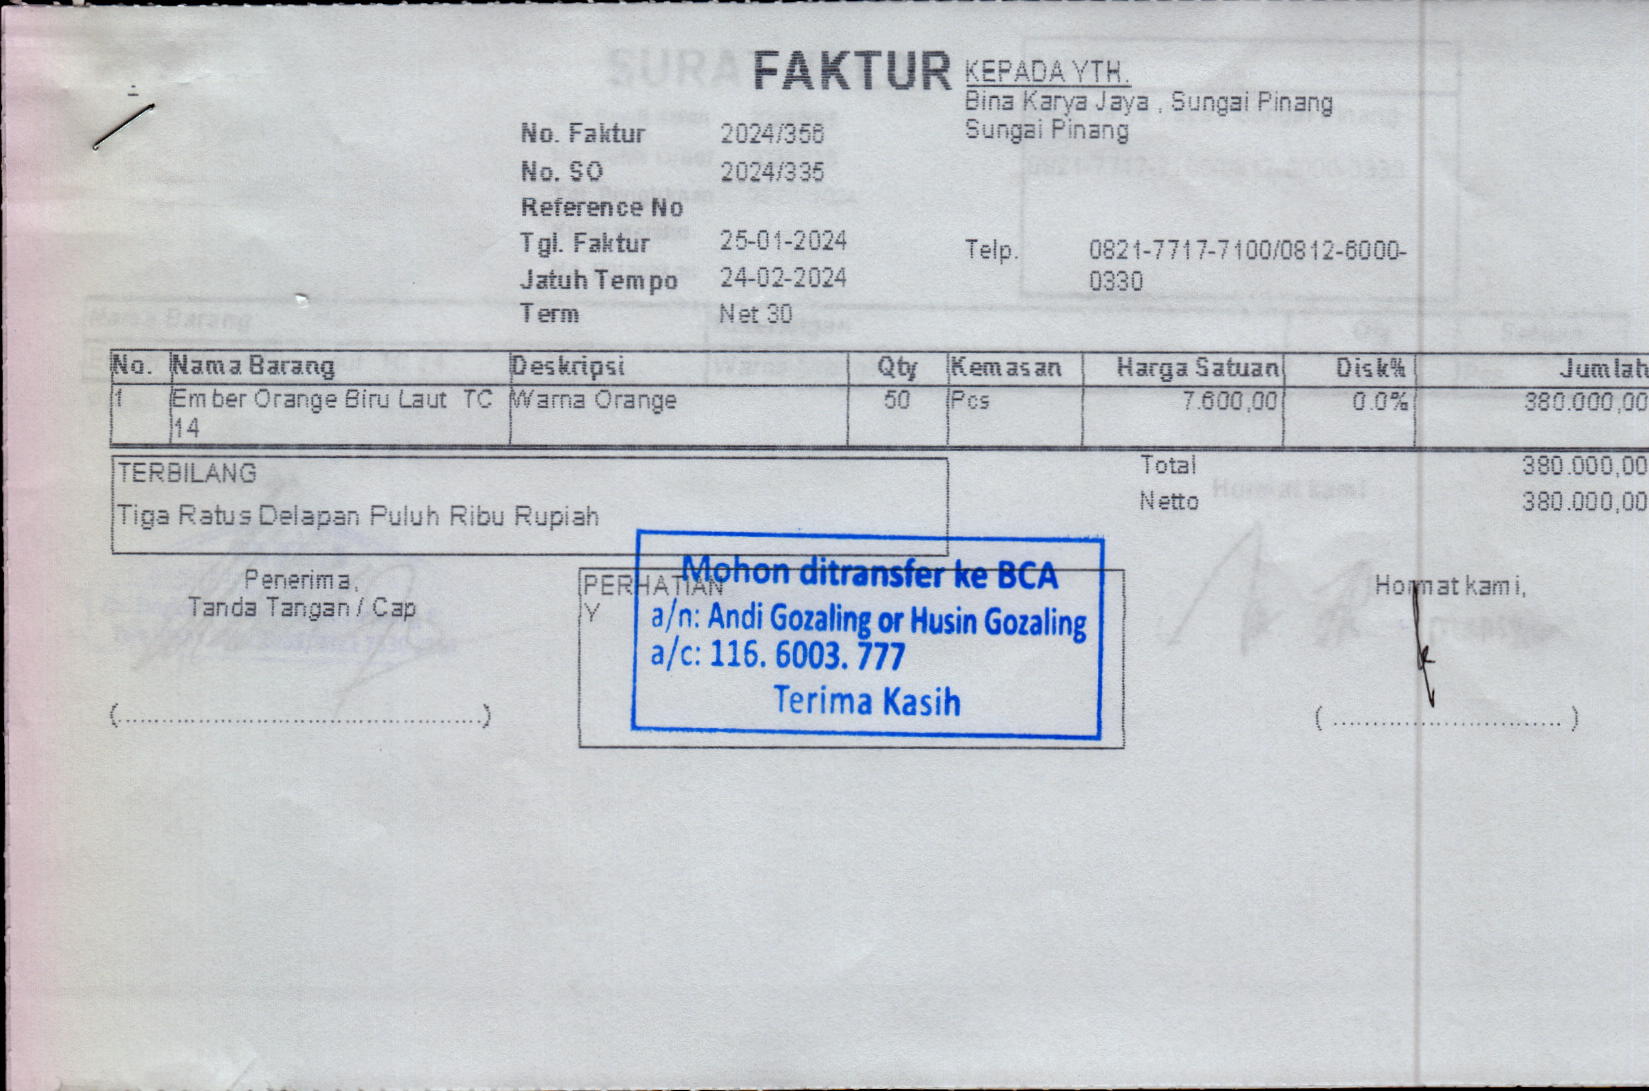 FAKTUR
KEPADA YTH.
Bina Karya Jaya , Sungai Pinang
Sungai Pinang
No. Faktur 2024/356
No. SO 2024/335
Reference No
Tgl. Faktur 25-01-2024
Jatuh Tempo 24-02-2024
Term Net 30
Telp. 0821-7717-7100/0812-6000-
0330
No. Nama Barang Deskripsi Qty Kemasan Harga Satuan Disk% Jumlah
1 Ember Orange Biru Laut TC Warna Orange 50 Pcs 7.600,00 0.0% 380.000,00
14
TERBILANG
Tiga Ratus Delapan Puluh Ribu Rupiah
Total 380.000,00
Netto 380.000,00
Penerima,
Tanda Tangan / Cap
(....................................................)
PERHATIAN
Y
Mohon ditransfer ke BCA
a/n: Andi Gozaling or Husin Gozaling
a/c: 116. 6003. 777
Terima Kasih
Hormat kami,
( ................................ )